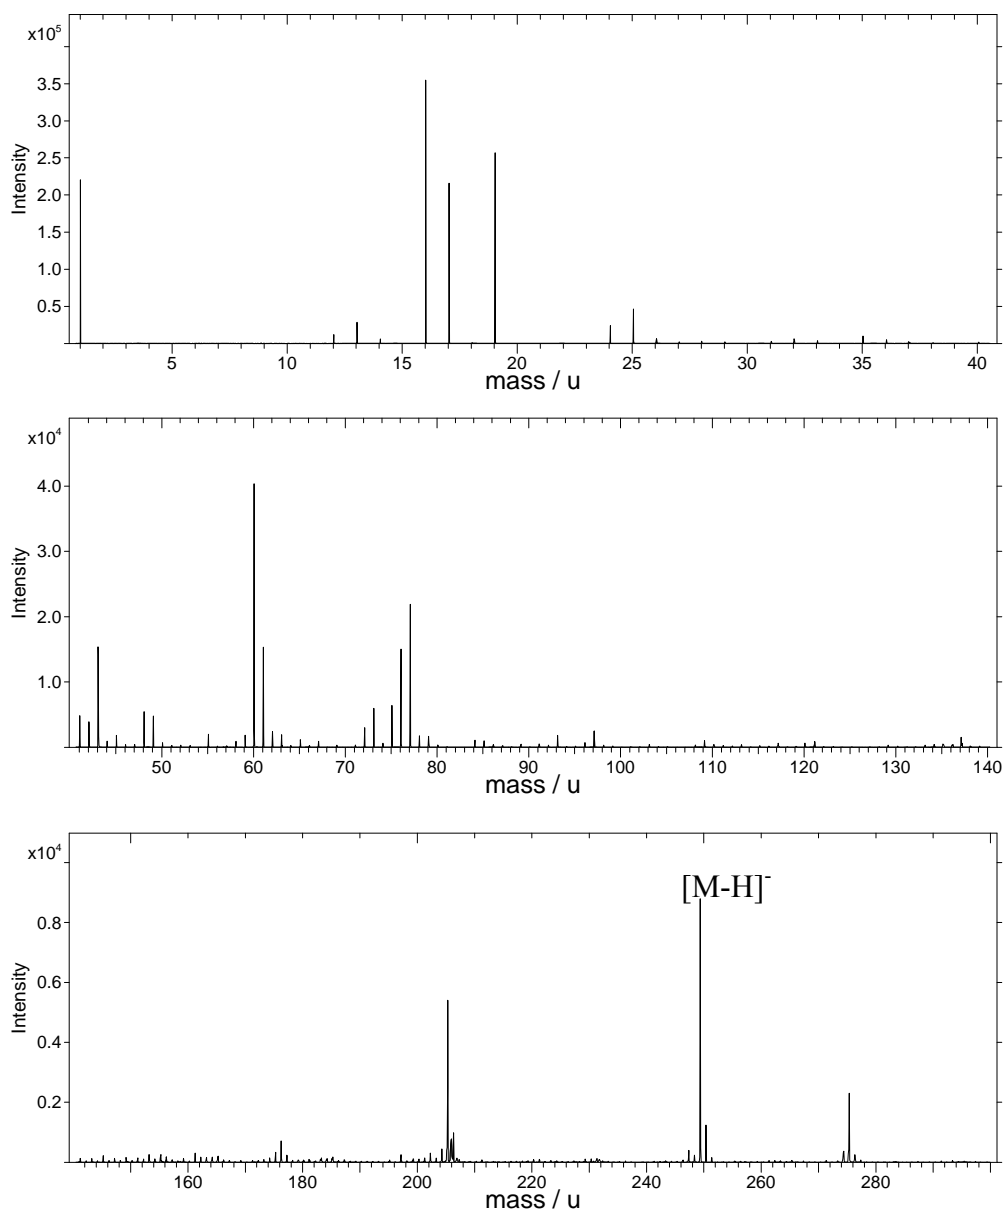 x10⁵
3.5
3.0
2.5
2.0
1.5
1.0
0.5
Intensity
5 10 15 20 25 30 35 40
mass / u
x10⁴
4.0
3.0
2.0
1.0
Intensity
50 60 70 80 90 100 110 120 130 140
mass / u
x10⁴
[M-H]⁻
0.8
0.6
0.4
0.2
Intensity
160 180 200 220 240 260 280
mass / u